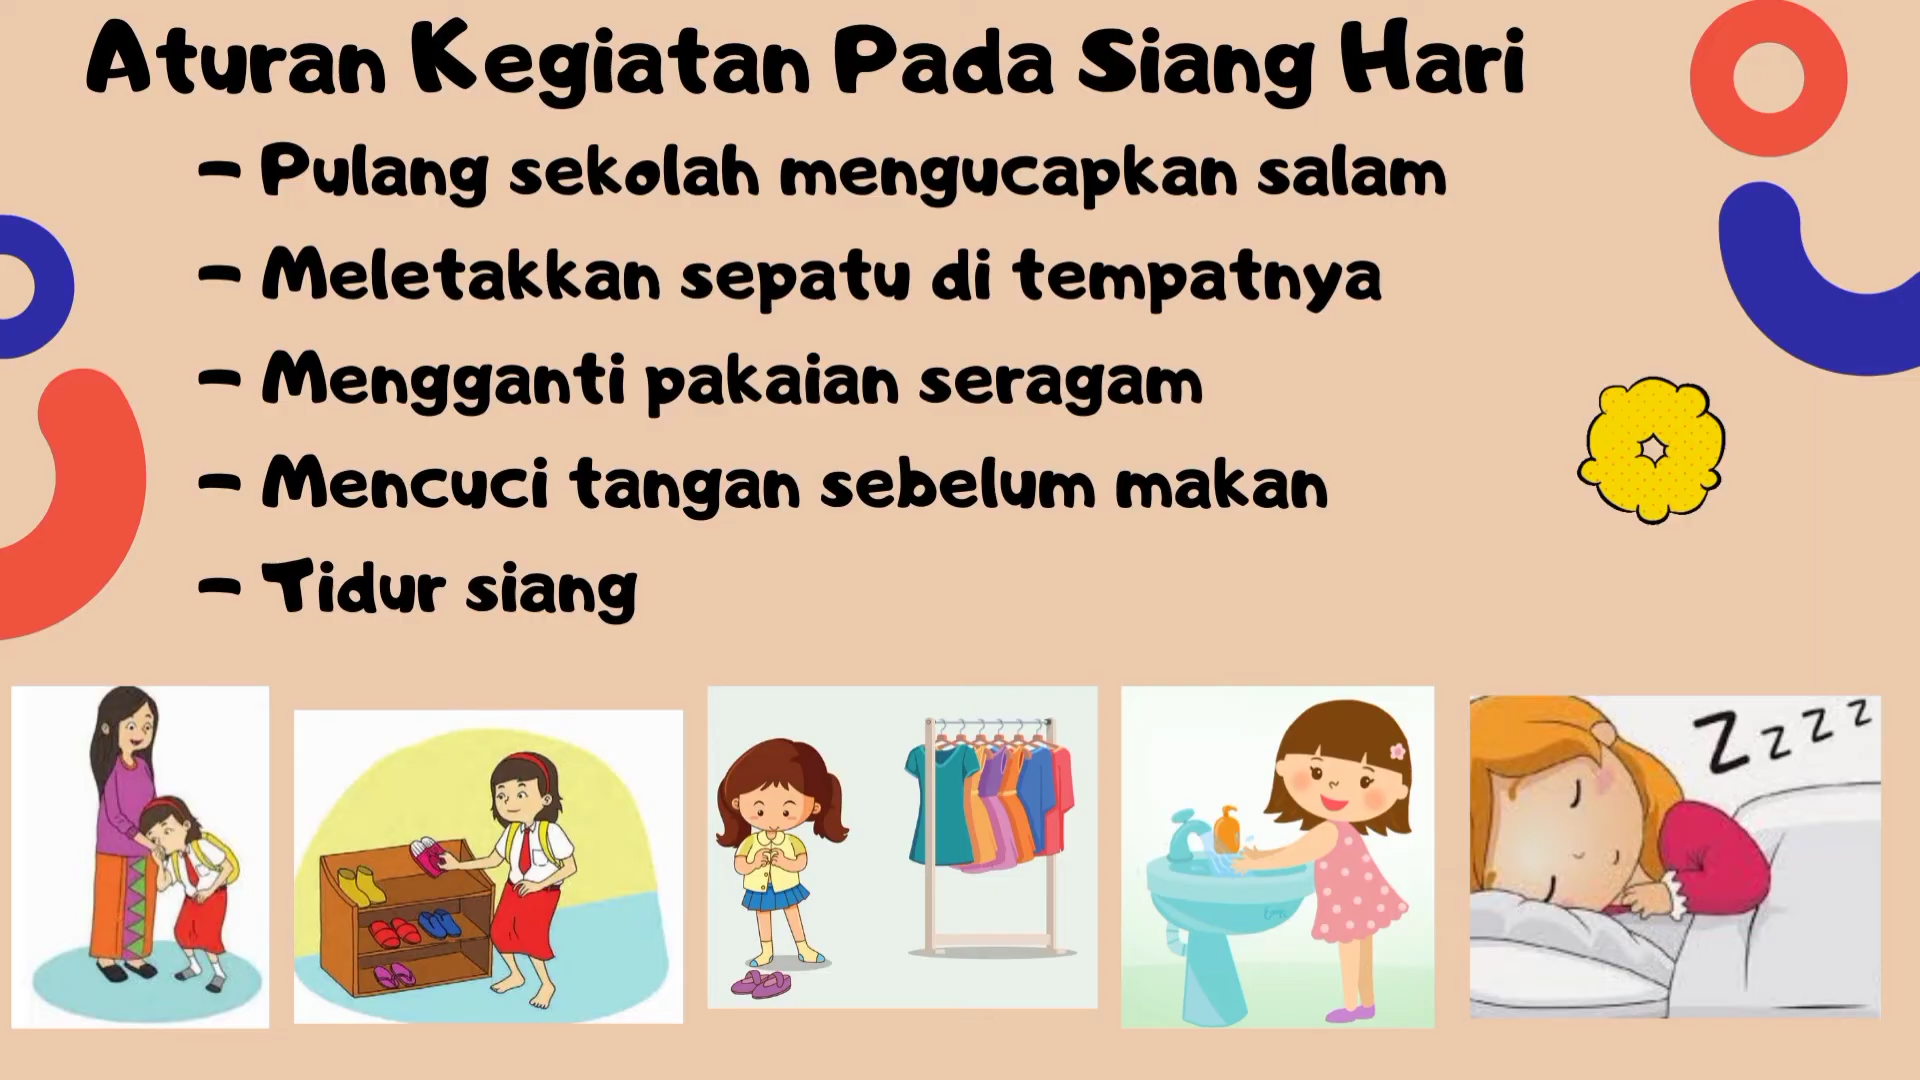 Aturan Kegiatan Pada Siang Hari
- Pulang sekolah mengucapkan salam
- Meletakkan sepatu di tempatnya
- Mengganti pakaian seragam
- Mencuci tangan sebelum makan
- Tidur siang
Z z z z